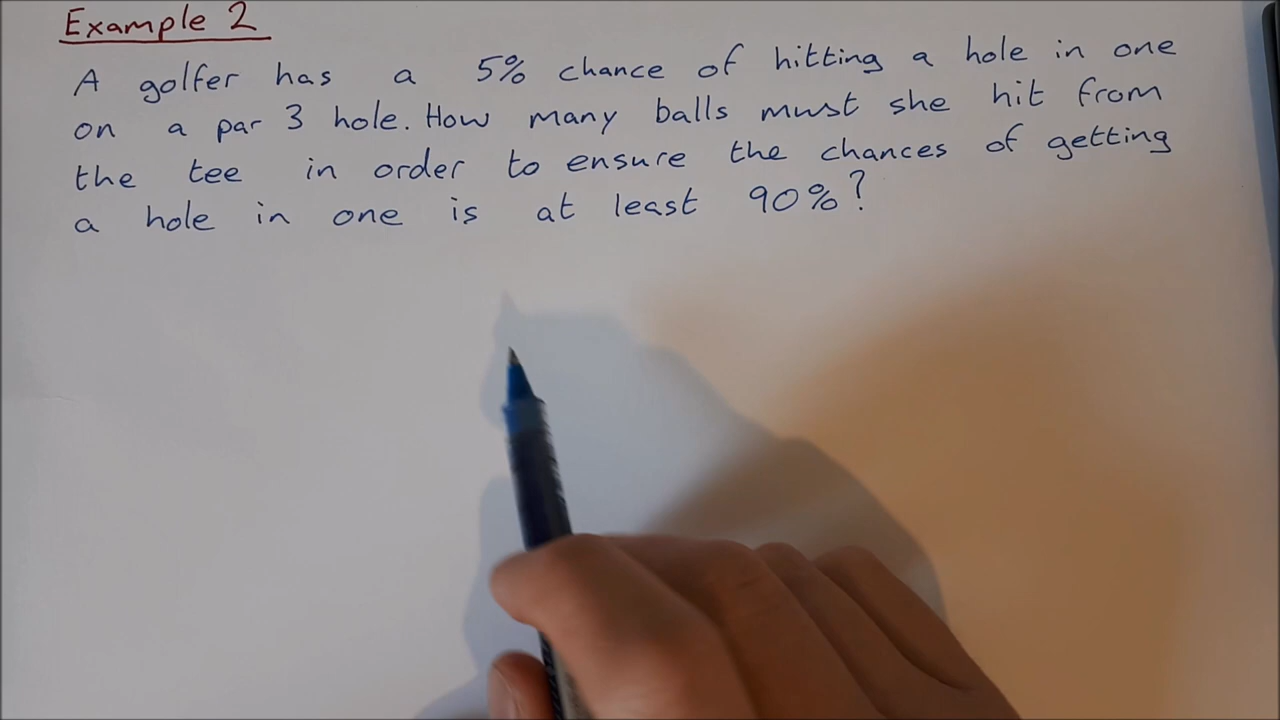 Example 2
A golfer has a 5% chance of hitting a hole in one
on a par 3 hole. How many balls must she hit from
the tee in order to ensure the chances of getting
a hole in one is at least 90%?